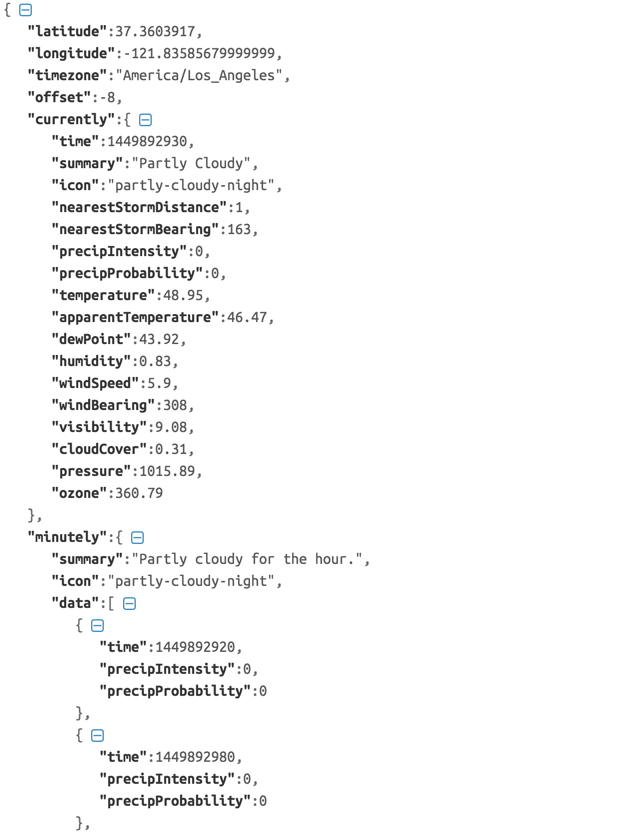 {
"latitude":37.3603917,
"longitude":-121.83585679999999,
"timezone":"America/Los_Angeles",
"offset":-8,
"currently":{
"time":1449892930,
"summary":"Partly Cloudy",
"icon":"partly-cloudy-night",
"nearestStormDistance":1,
"nearestStormBearing":163,
"precipIntensity":0,
"precipProbability":0,
"temperature":48.95,
"apparentTemperature":46.47,
"dewPoint":43.92,
"humidity":0.83,
"windSpeed":5.9,
"windBearing":308,
"visibility":9.08,
"cloudCover":0.31,
"pressure":1015.89,
"ozone":360.79
},
"minutely":{
"summary":"Partly cloudy for the hour.",
"icon":"partly-cloudy-night",
"data":[
{
"time":1449892920,
"precipIntensity":0,
"precipProbability":0
},
{
"time":1449892980,
"precipIntensity":0,
"precipProbability":0
},